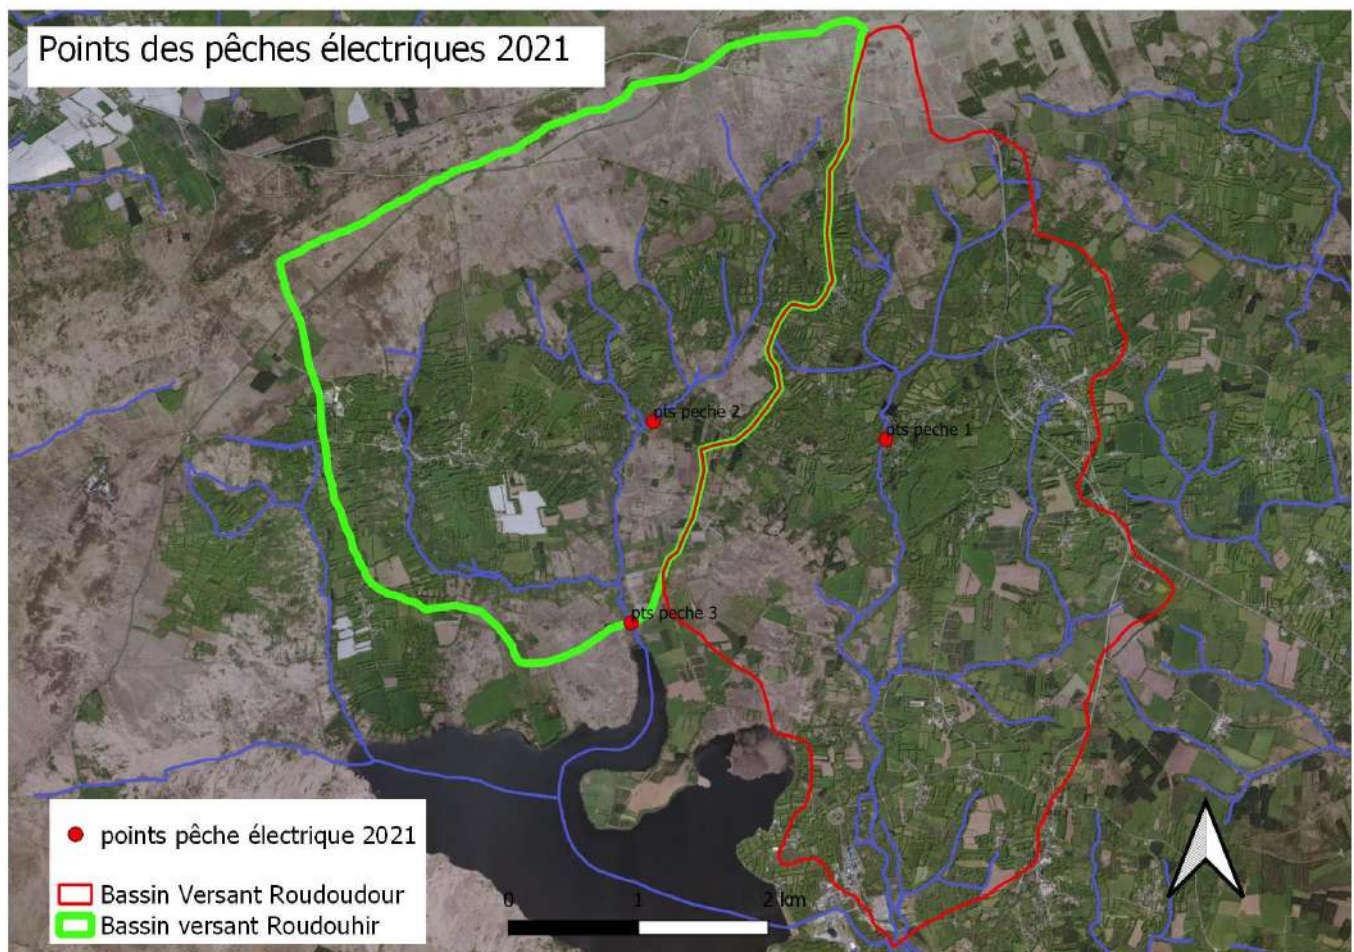 Points des pêches électriques 2021
pts peche 2
pts peche 1
pts peche 3
points pêche électrique 2021
Bassin Versant Roudoudour
Bassin versant Roudouhir
0 1 2 km